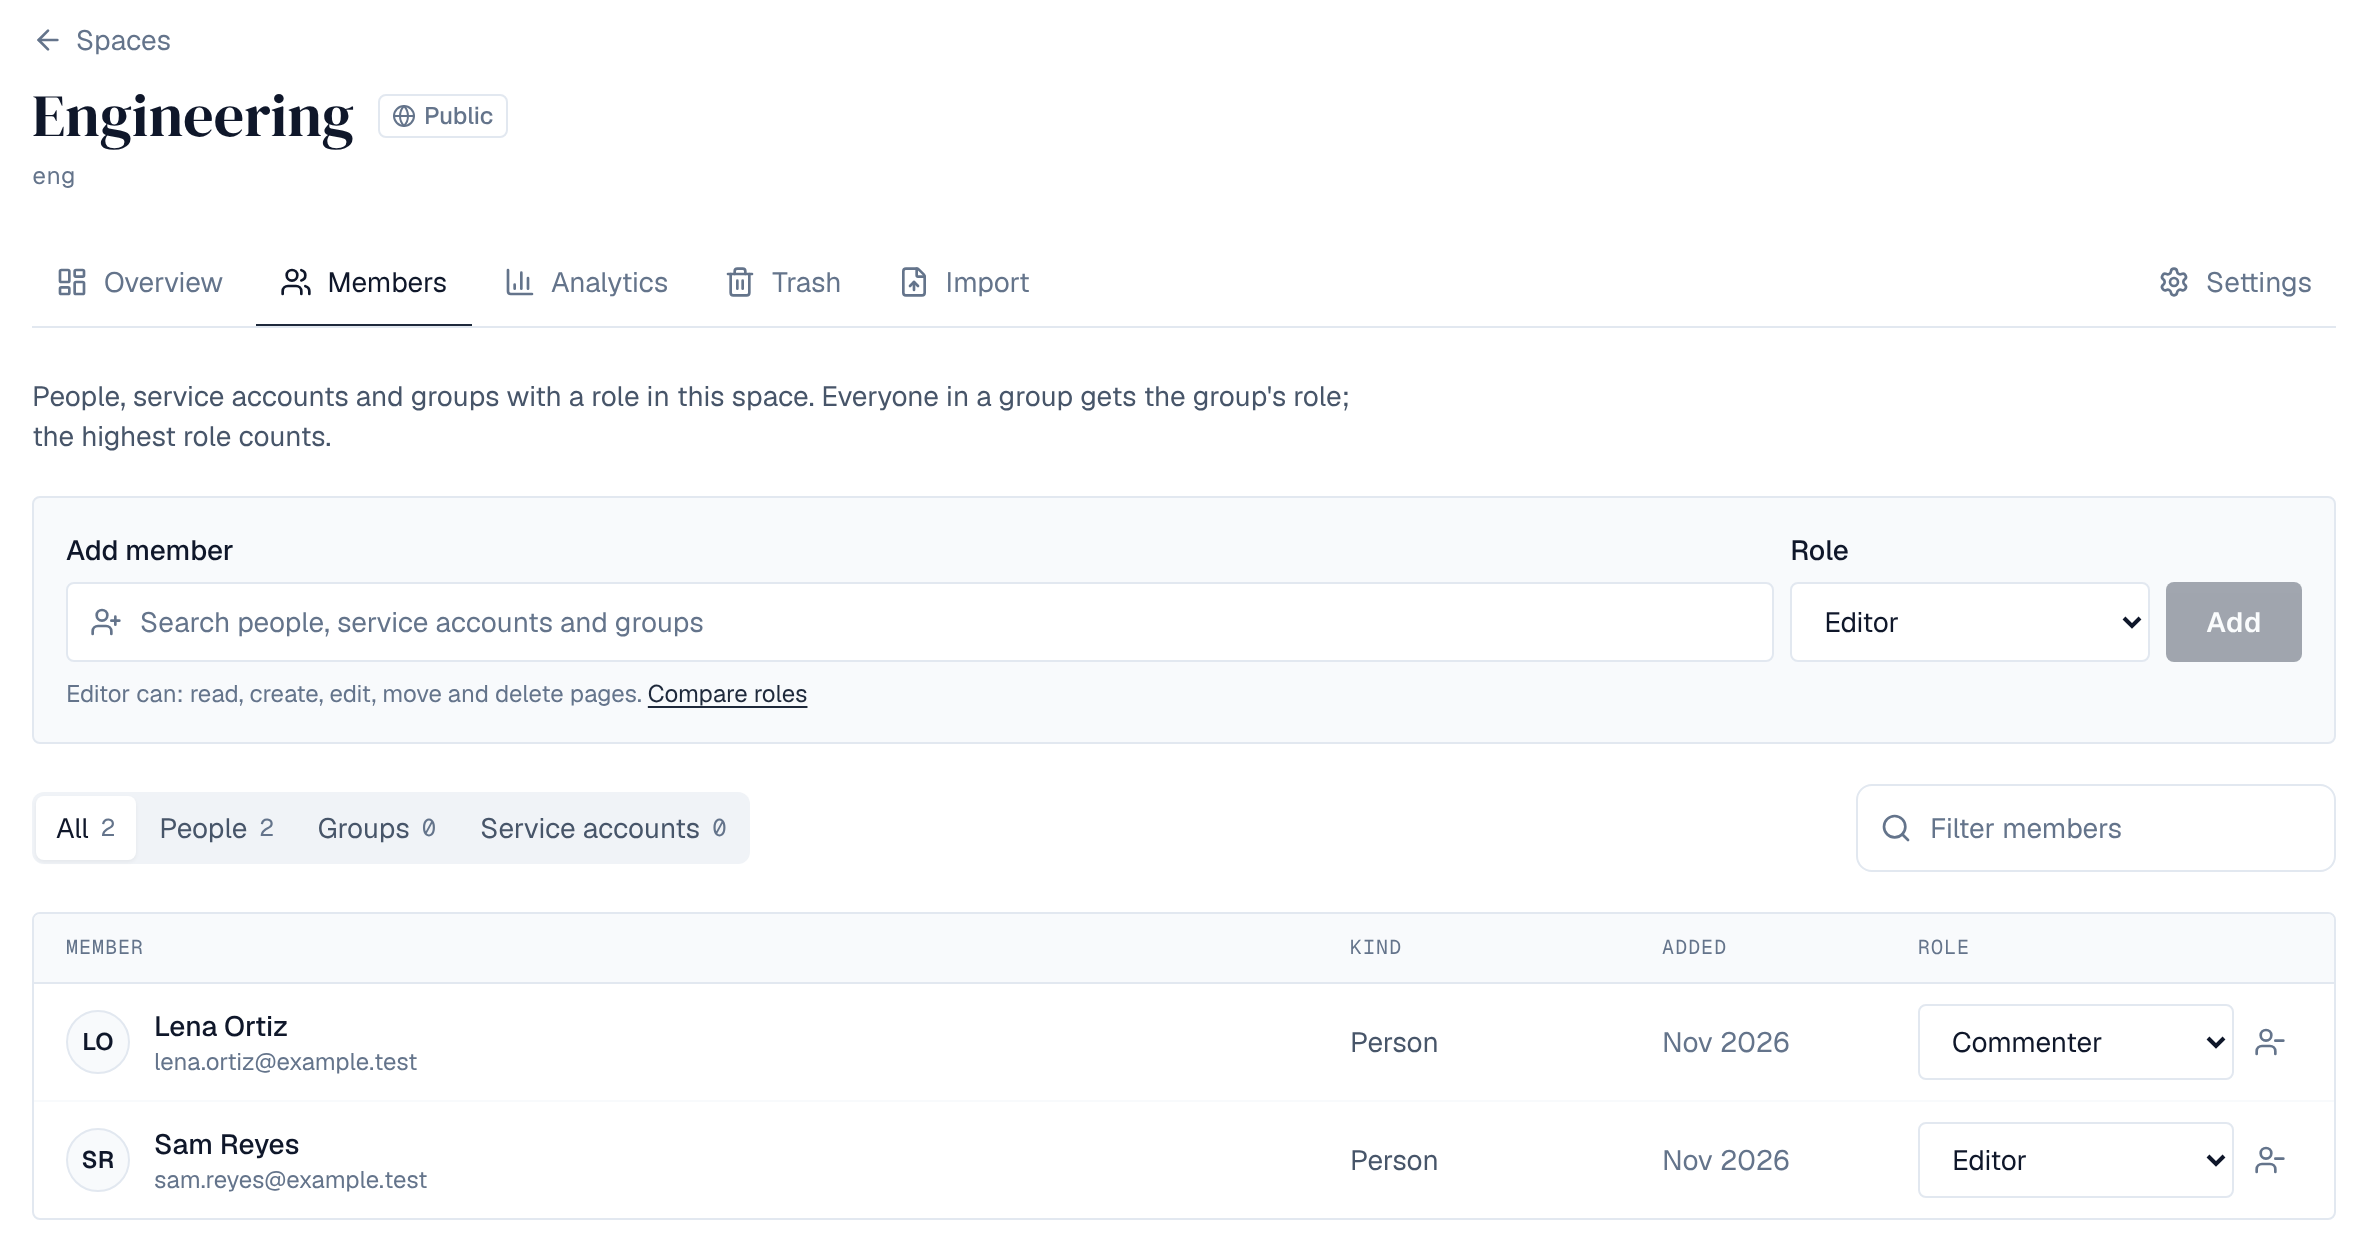 Spaces
Engineering Public
eng
Overview Members Analytics Trash Import Settings
People, service accounts and groups with a role in this space. Everyone in a group gets the group's role;
the highest role counts.
Add member Role
Search people, service accounts and groups Editor Add
Editor can: read, create, edit, move and delete pages. Compare roles
All 2 People 2 Groups 0 Service accounts 0 Filter members
MEMBER KIND ADDED ROLE
LO Lena Ortiz Person Nov 2026 Commenter
lena.ortiz@example.test
SR Sam Reyes Person Nov 2026 Editor
sam.reyes@example.test